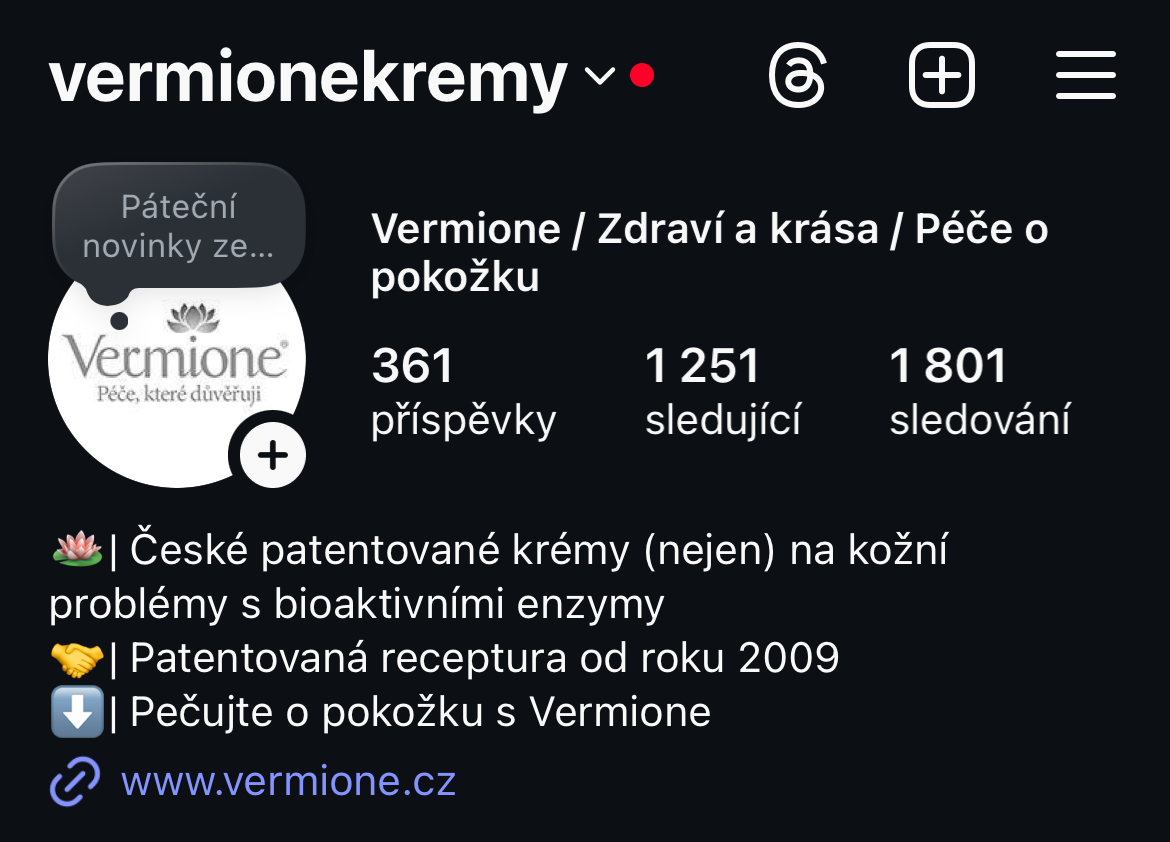 vermionekremy
Páteční
novinky ze...
Vermione®
Péče, které důvěřuji
Vermione / Zdraví a krása / Péče o
pokožku
361
příspěvky
1 251
sledující
1 801
sledování
🪷| České patentované krémy (nejen) na kožní
problémy s bioaktivními enzymy
🤝| Patentovaná receptura od roku 2009
⬇️| Pečujte o pokožku s Vermione
www.vermione.cz